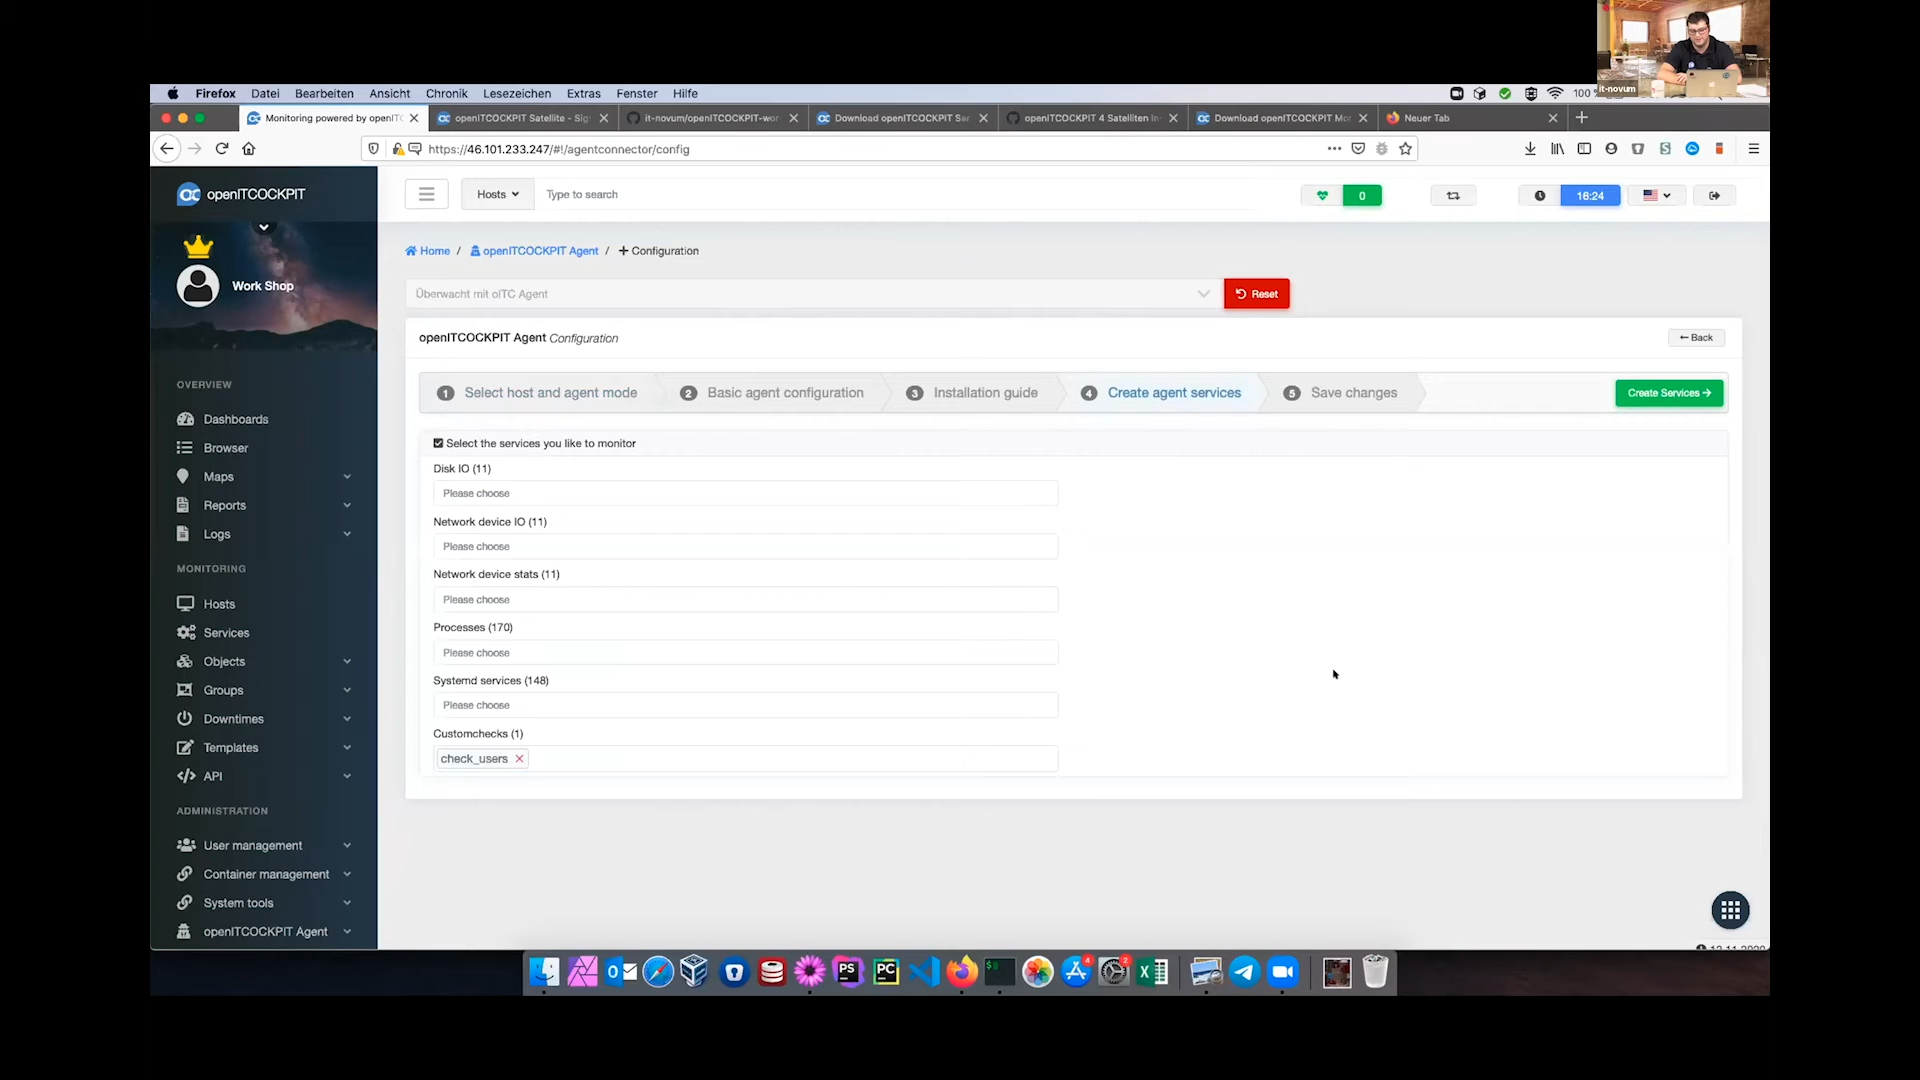 it-novum
Firefox Datei Bearbeiten Ansicht Chronik Lesezeichen Extras Fenster Hilfe 100
Monitoring powered by openITC openITCOCKPIT Satellite - Sig it-novum/openITCOCKPIT-wor Download openITCOCKPIT Ser openITCOCKPIT 4 Satelliten In Download openITCOCKPIT Mor Neuer Tab
https://46.101.233.247/#!/agentconnector/config
openITCOCKPIT
Hosts Type to search 0 16:24
Home / openITCOCKPIT Agent / Configuration
Work Shop
Überwacht mit oITC Agent Reset
openITCOCKPIT Agent Configuration Back
1 Select host and agent mode 2 Basic agent configuration 3 Installation guide 4 Create agent services 5 Save changes Create Services
Select the services you like to monitor
Disk IO (11)
Please choose
Network device IO (11)
Please choose
Network device stats (11)
Please choose
Processes (170)
Please choose
Systemd services (148)
Please choose
Customchecks (1)
check_users
OVERVIEW
Dashboards
Browser
Maps
Reports
Logs
MONITORING
Hosts
Services
Objects
Groups
Downtimes
Templates
API
ADMINISTRATION
User management
Container management
System tools
openITCOCKPIT Agent
PS PC 4 2